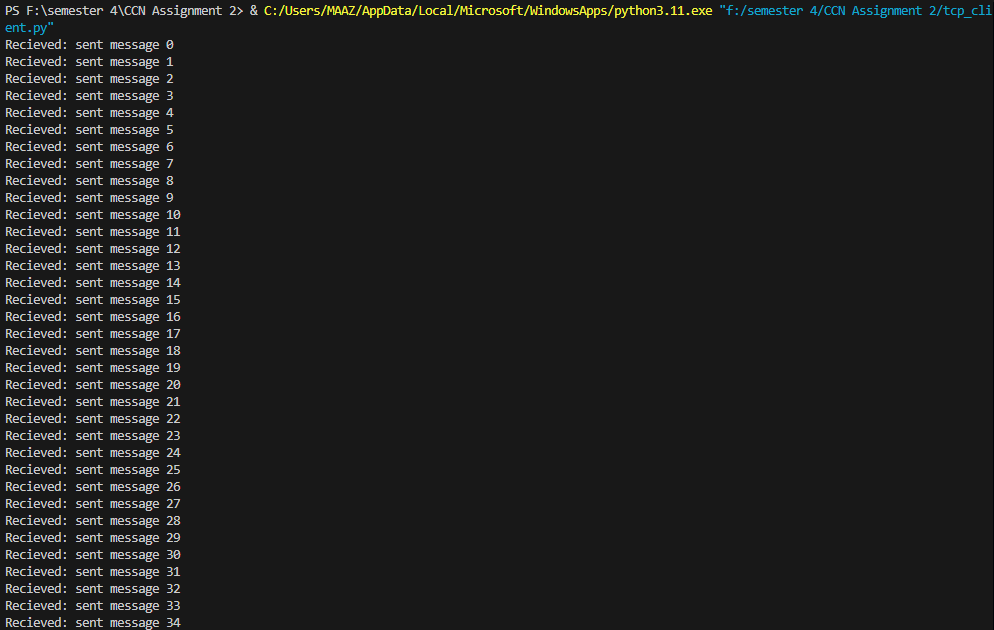 PS F:\semester 4\CCN Assignment 2> & C:/Users/MAAZ/AppData/Local/Microsoft/WindowsApps/python3.11.exe "f:/semester 4/CCN Assignment 2/tcp_cli
ent.py"
Recieved: sent message 0
Recieved: sent message 1
Recieved: sent message 2
Recieved: sent message 3
Recieved: sent message 4
Recieved: sent message 5
Recieved: sent message 6
Recieved: sent message 7
Recieved: sent message 8
Recieved: sent message 9
Recieved: sent message 10
Recieved: sent message 11
Recieved: sent message 12
Recieved: sent message 13
Recieved: sent message 14
Recieved: sent message 15
Recieved: sent message 16
Recieved: sent message 17
Recieved: sent message 18
Recieved: sent message 19
Recieved: sent message 20
Recieved: sent message 21
Recieved: sent message 22
Recieved: sent message 23
Recieved: sent message 24
Recieved: sent message 25
Recieved: sent message 26
Recieved: sent message 27
Recieved: sent message 28
Recieved: sent message 29
Recieved: sent message 30
Recieved: sent message 31
Recieved: sent message 32
Recieved: sent message 33
Recieved: sent message 34